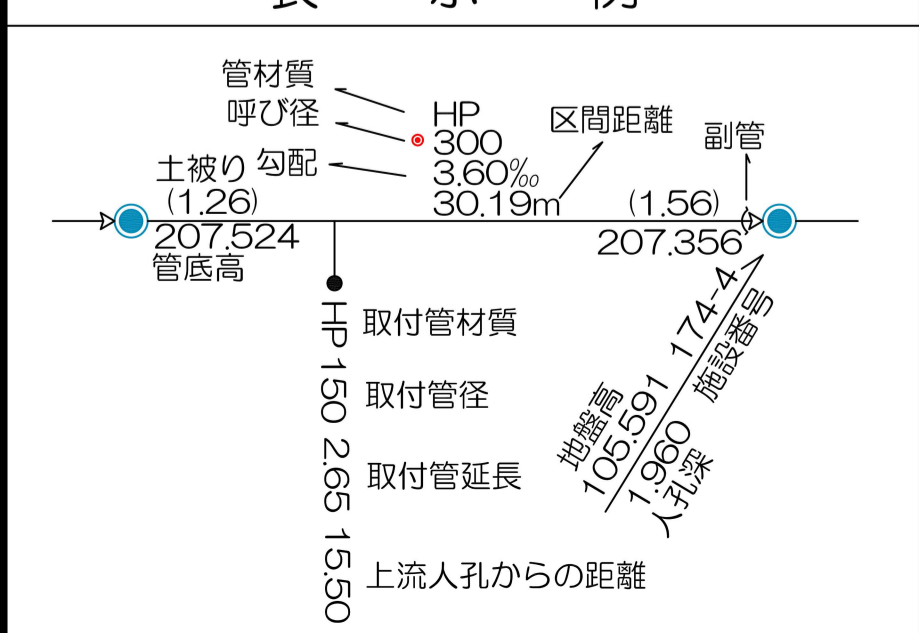 表示例
管材質
呼び径
土被り 勾配
HP
300
3.60‰
30.19m
区間距離
副管
(1.26)
207.524
管底高
(1.56)
207.356
HP 150 2.65 15.50
取付管材質
取付管径
取付管延長
上流人孔からの距離
地盤高
105.591 174-4
施設番号
1.960
人孔深